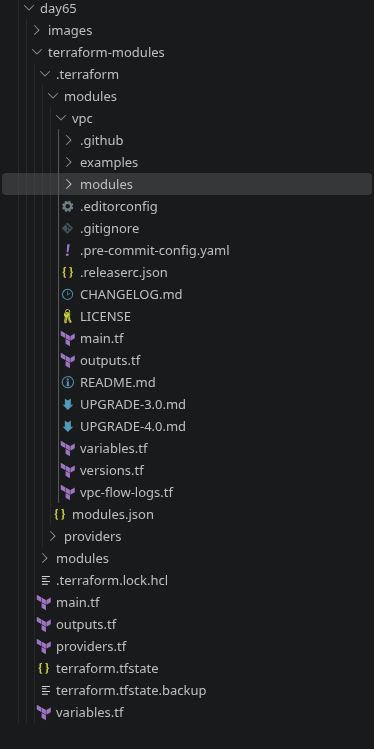 day65
images
terraform-modules
.terraform
modules
vpc
.github
examples
modules
.editorconfig
.gitignore
.pre-commit-config.yaml
.releaserc.json
CHANGELOG.md
LICENSE
main.tf
outputs.tf
README.md
UPGRADE-3.0.md
UPGRADE-4.0.md
variables.tf
versions.tf
vpc-flow-logs.tf
modules.json
providers
modules
.terraform.lock.hcl
main.tf
outputs.tf
providers.tf
terraform.tfstate
terraform.tfstate.backup
variables.tf